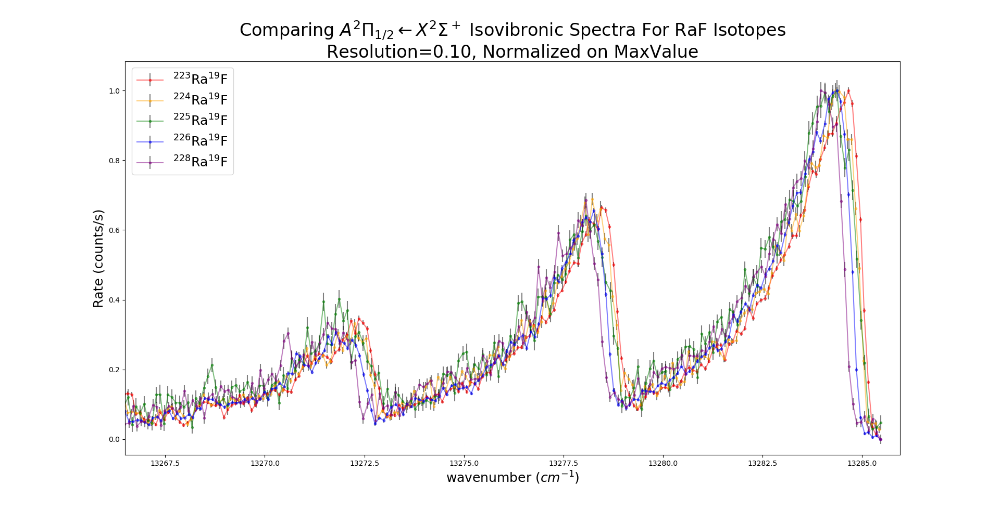 Comparing A²Π₁/₂ ← X²Σ⁺ Isovibronic Spectra For RaF Isotopes
Resolution=0.10, Normalized on MaxValue
²²³Ra¹⁹F
²²⁴Ra¹⁹F
²²⁵Ra¹⁹F
²²⁶Ra¹⁹F
²²⁸Ra¹⁹F
Rate (counts/s)
1.0
0.8
0.6
0.4
0.2
0.0
13267.5 13270.0 13272.5 13275.0 13277.5 13280.0 13282.5 13285.0
wavenumber (cm⁻¹)